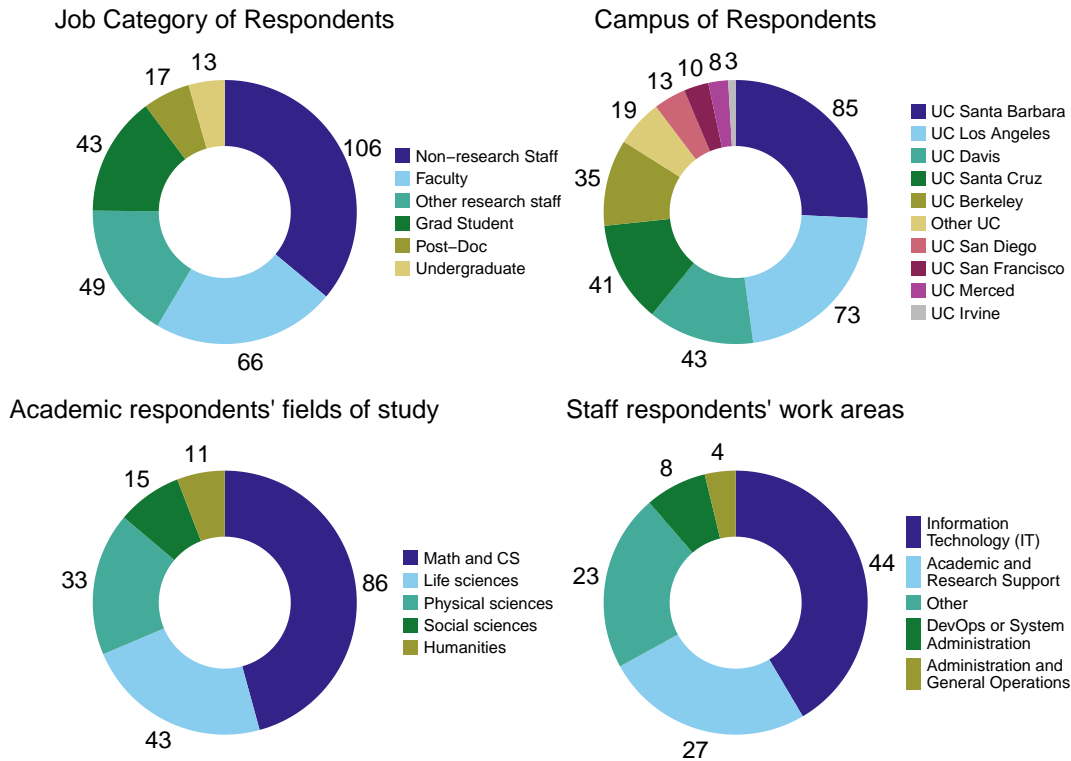 Job Category of Respondents
13
17
43
106
49
66
Non−research Staff
Faculty
Other research staff
Grad Student
Post−Doc
Undergraduate
Campus of Respondents
3
8
10
13
19
85
35
41
73
43
UC Santa Barbara
UC Los Angeles
UC Davis
UC Santa Cruz
UC Berkeley
Other UC
UC San Diego
UC San Francisco
UC Merced
UC Irvine
Academic respondents' fields of study
11
15
33
86
43
Math and CS
Life sciences
Physical sciences
Social sciences
Humanities
Staff respondents' work areas
4
8
44
23
27
Information
Technology (IT)
Academic and
Research Support
Other
DevOps or System
Administration
Administration and
General Operations